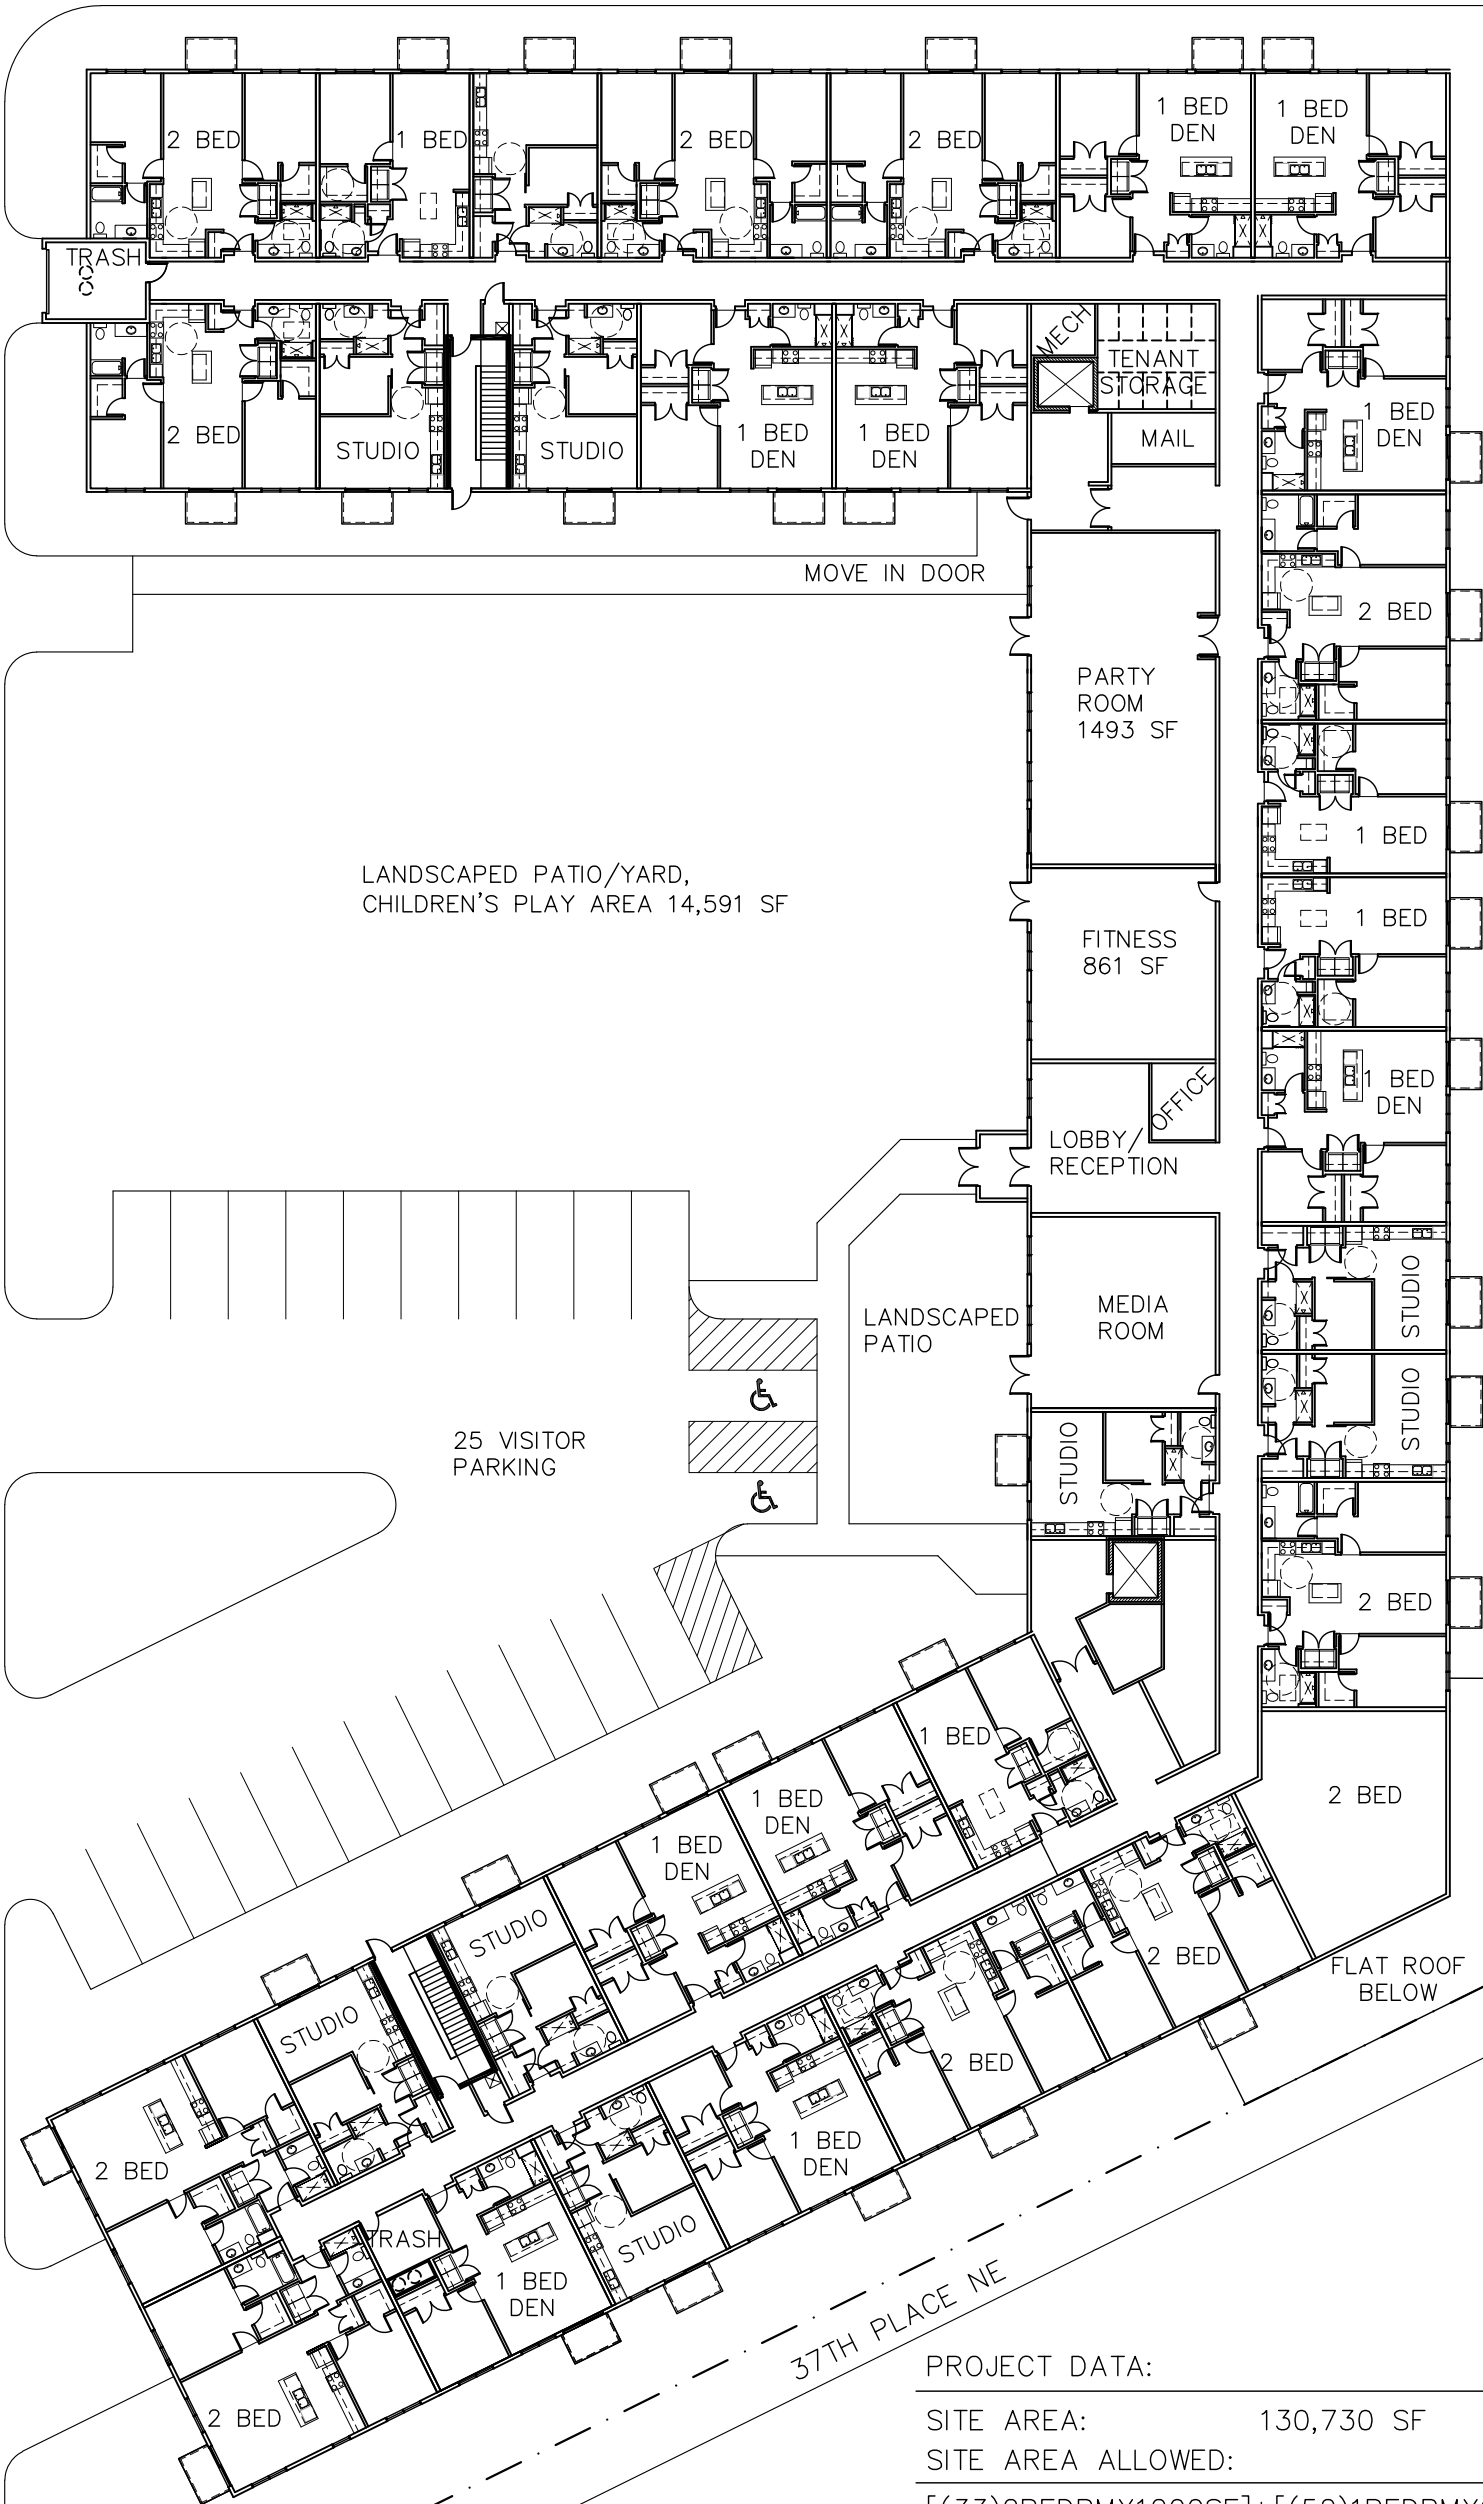 2 BED
1 BED
2 BED
2 BED
1 BED
DEN
1 BED
DEN
TRASH
MECH
TENANT
STORAGE
2 BED
STUDIO
STUDIO
1 BED
DEN
1 BED
DEN
MAIL
1 BED
DEN
MOVE IN DOOR
2 BED
PARTY
ROOM
1493 SF
1 BED
LANDSCAPED PATIO/YARD,
CHILDREN'S PLAY AREA 14,591 SF
1 BED
FITNESS
861 SF
1 BED
DEN
OFFICE
LOBBY/
RECEPTION
STUDIO
LANDSCAPED
PATIO
MEDIA
ROOM
STUDIO
25 VISITOR
PARKING
STUDIO
2 BED
1 BED
2 BED
1 BED
DEN
1 BED
DEN
STUDIO
2 BED
FLAT ROOF
BELOW
STUDIO
2 BED
1 BED
DEN
2 BED
TRASH
STUDIO
1 BED
DEN
2 BED
37TH PLACE NE
PROJECT DATA:
SITE AREA: 130,730 SF
SITE AREA ALLOWED: